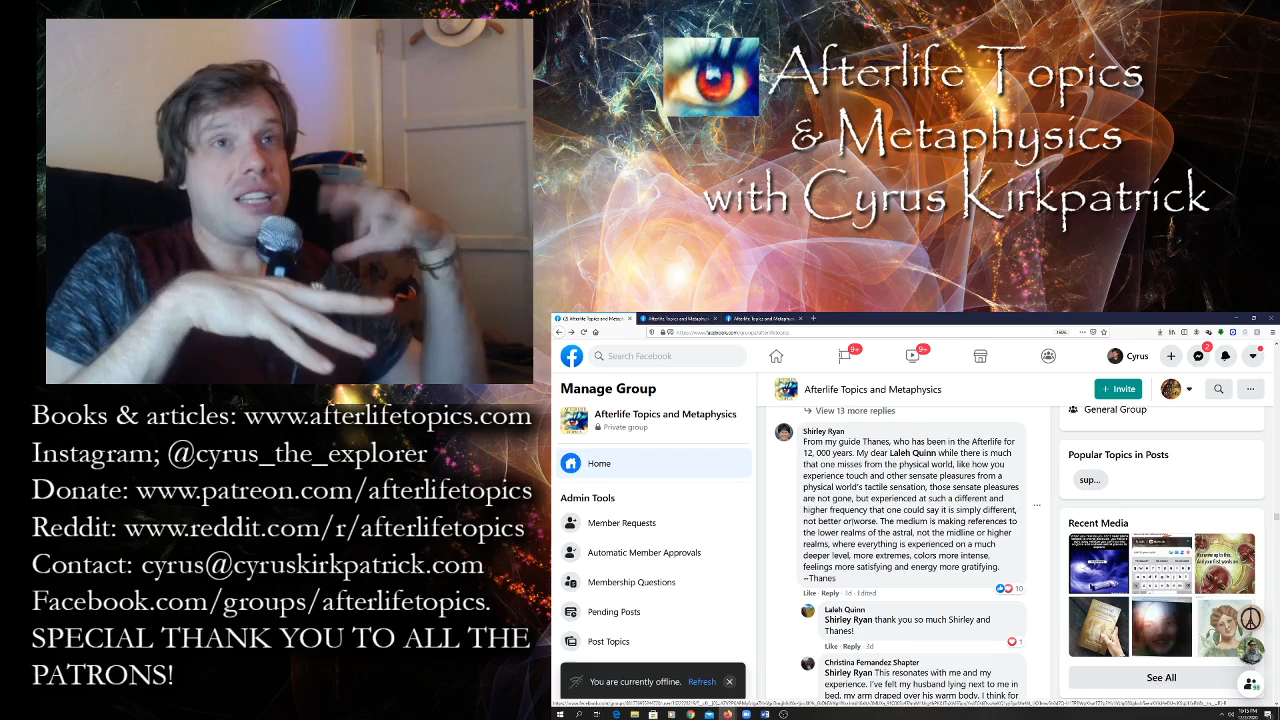 Afterlife Topics
& Metaphysics
with Cyrus Kirkpatrick
Books & articles: www.afterlifetopics.com
Instagram; @cyrus_the_explorer
Donate: www.patreon.com/afterlifetopics
Reddit: www.reddit.com/r/afterlifetopics
Contact: cyrus@cyruskirkpatrick.com
Facebook.com/groups/afterlifetopics.
SPECIAL THANK YOU TO ALL THE
PATRONS!
Search Facebook
9+
9+
Cyrus
2
Manage Group
Afterlife Topics and Metaphysics
Private group
Home
Admin Tools
Member Requests
Automatic Member Approvals
Membership Questions
Pending Posts
Post Topics
You are currently offline. Refresh
Afterlife Topics and Metaphysics
+ Invite
View 13 more replies
Shirley Ryan
From my guide Thanes, who has been in the Afterlife for
12, 000 years. My dear Laleh Quinn while there is much
that one misses from the physical world, like how you
experience touch and other sensate pleasures from a
physical world's tactile sensation, those sensate pleasures
are not gone, but experienced at such a different and
higher frequency that one could say it is simply different,
not better or worse. The medium is making references to
the lower realms of the astral, not the midline or higher
realms, where everything is experienced on a much
deeper level, more extremes, colors more intense,
feelings more satisfying and energy more gratifying.
~Thanes
Like · Reply · 3d · Edited
10
Laleh Quinn
Shirley Ryan thank you so much Shirley and
Thanes!
Like · Reply · 3d
1
Christina Fernandez Shapter
Shirley Ryan This resonates with me and my
experience. I've felt my husband lying next to me in
bed, my arm draped over his warm body. I think for
General Group
Popular Topics in Posts
sup...
Recent Media
See All
10:15 PM